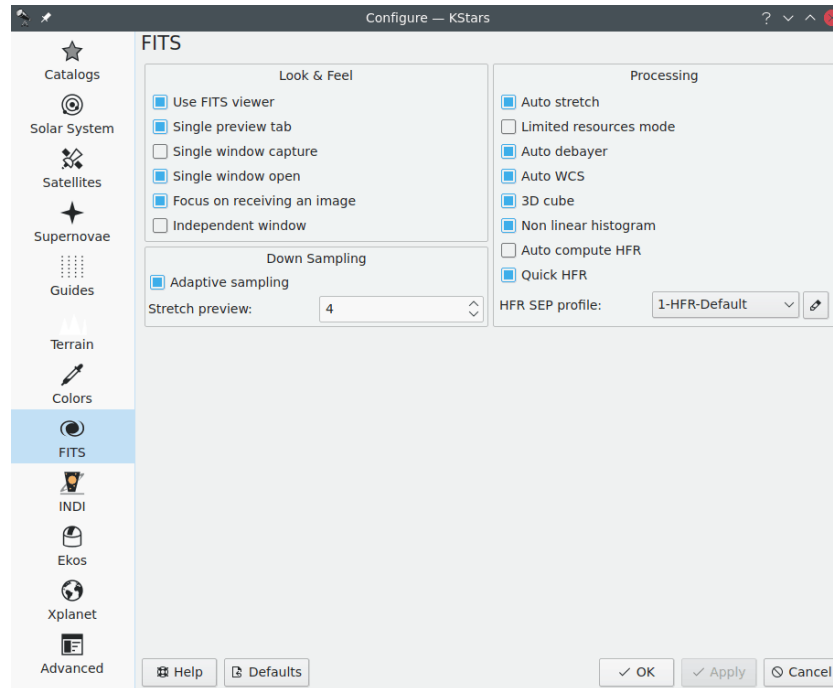 Configure — KStars
Catalogs
Solar System
Satellites
Supernovae
Guides
Terrain
Colors
FITS
INDI
Ekos
Xplanet
Advanced
FITS
Look & Feel
Use FITS viewer
Single preview tab
Single window capture
Single window open
Focus on receiving an image
Independent window
Down Sampling
Adaptive sampling
Stretch preview: 4
Processing
Auto stretch
Limited resources mode
Auto debayer
Auto WCS
3D cube
Non linear histogram
Auto compute HFR
Quick HFR
HFR SEP profile: 1-HFR-Default
Help Defaults OK Apply Cancel